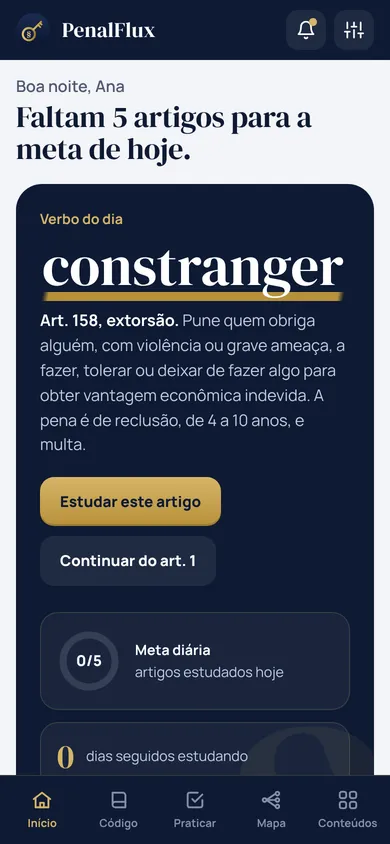 PenalFlux
Boa noite, Ana
Faltam 5 artigos para a
meta de hoje.
Verbo do dia
constranger
Art. 158, extorsão. Pune quem obriga
alguém, com violência ou grave ameaça, a
fazer, tolerar ou deixar de fazer algo para
obter vantagem econômica indevida. A
pena é de reclusão, de 4 a 10 anos, e
multa.
Estudar este artigo
Continuar do art. 1
0/5
Meta diária
artigos estudados hoje
0 dias seguidos estudando
Início
Código
Praticar
Mapa
Conteúdos